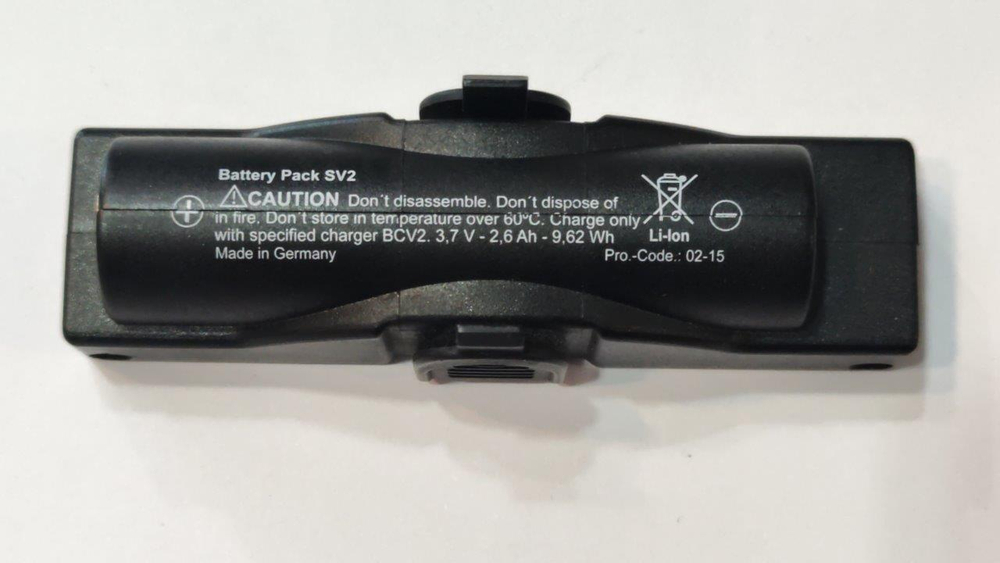 Battery Pack SV2
⚠CAUTION Don´t disassemble. Don´t dispose of
in fire. Don´t store in temperature over 60ºC. Charge only
with specified charger BCV2. 3,7 V - 2,6 Ah - 9,62 Wh
Li-Ion
Made in Germany
Pro.-Code.: 02-15